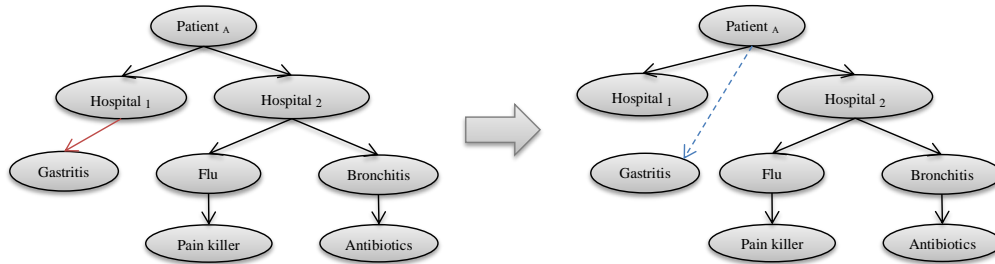 Patient A
Hospital 1
Hospital 2
Gastritis
Flu
Bronchitis
Pain killer
Antibiotics
Patient A
Hospital 1
Hospital 2
Gastritis
Flu
Bronchitis
Pain killer
Antibiotics